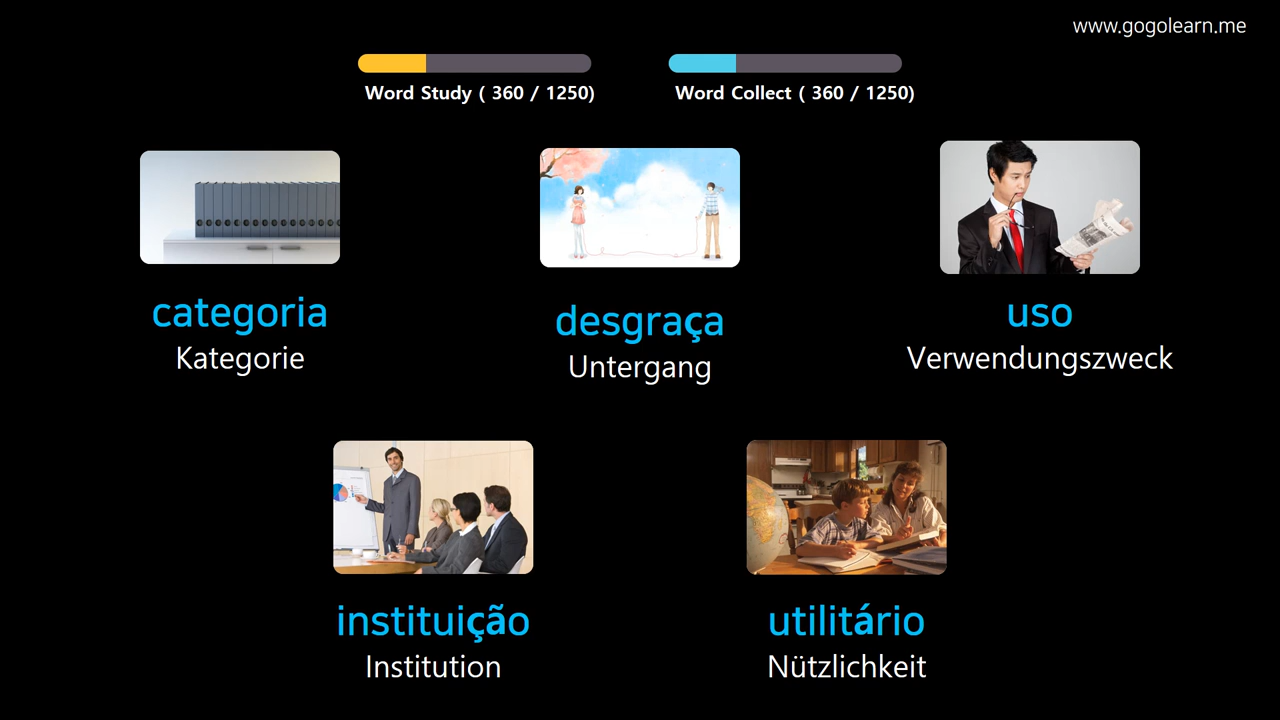 www.gogolearn.me
Word Study ( 360 / 1250)
Word Collect ( 360 / 1250)
categoria
Kategorie
desgraça
Untergang
uso
Verwendungszweck
instituição
Institution
utilitário
Nützlichkeit